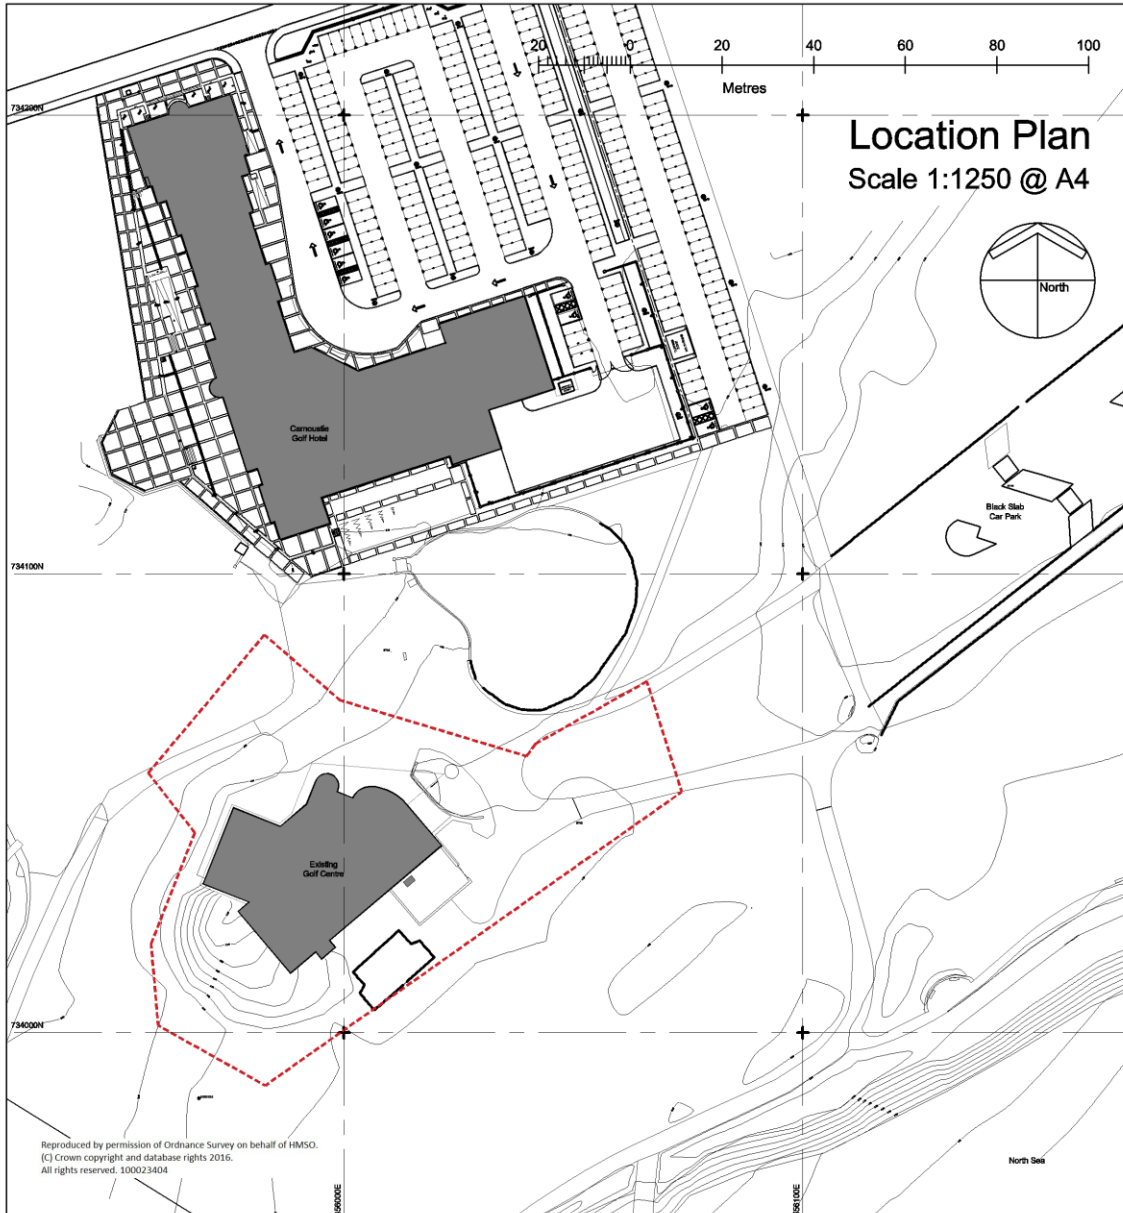 20 0 20 40 60 80 100
Metres
734200N
Location Plan
Scale 1:1250 @ A4
North
Carnoustie
Golf Hotel
Black Slab
Car Park
734100N
Existing
Golf Centre
734000N
Reproduced by permission of Ordnance Survey on behalf of HMSO.
(C) Crown copyright and database rights 2016.
All rights reserved. 100023404
North Sea